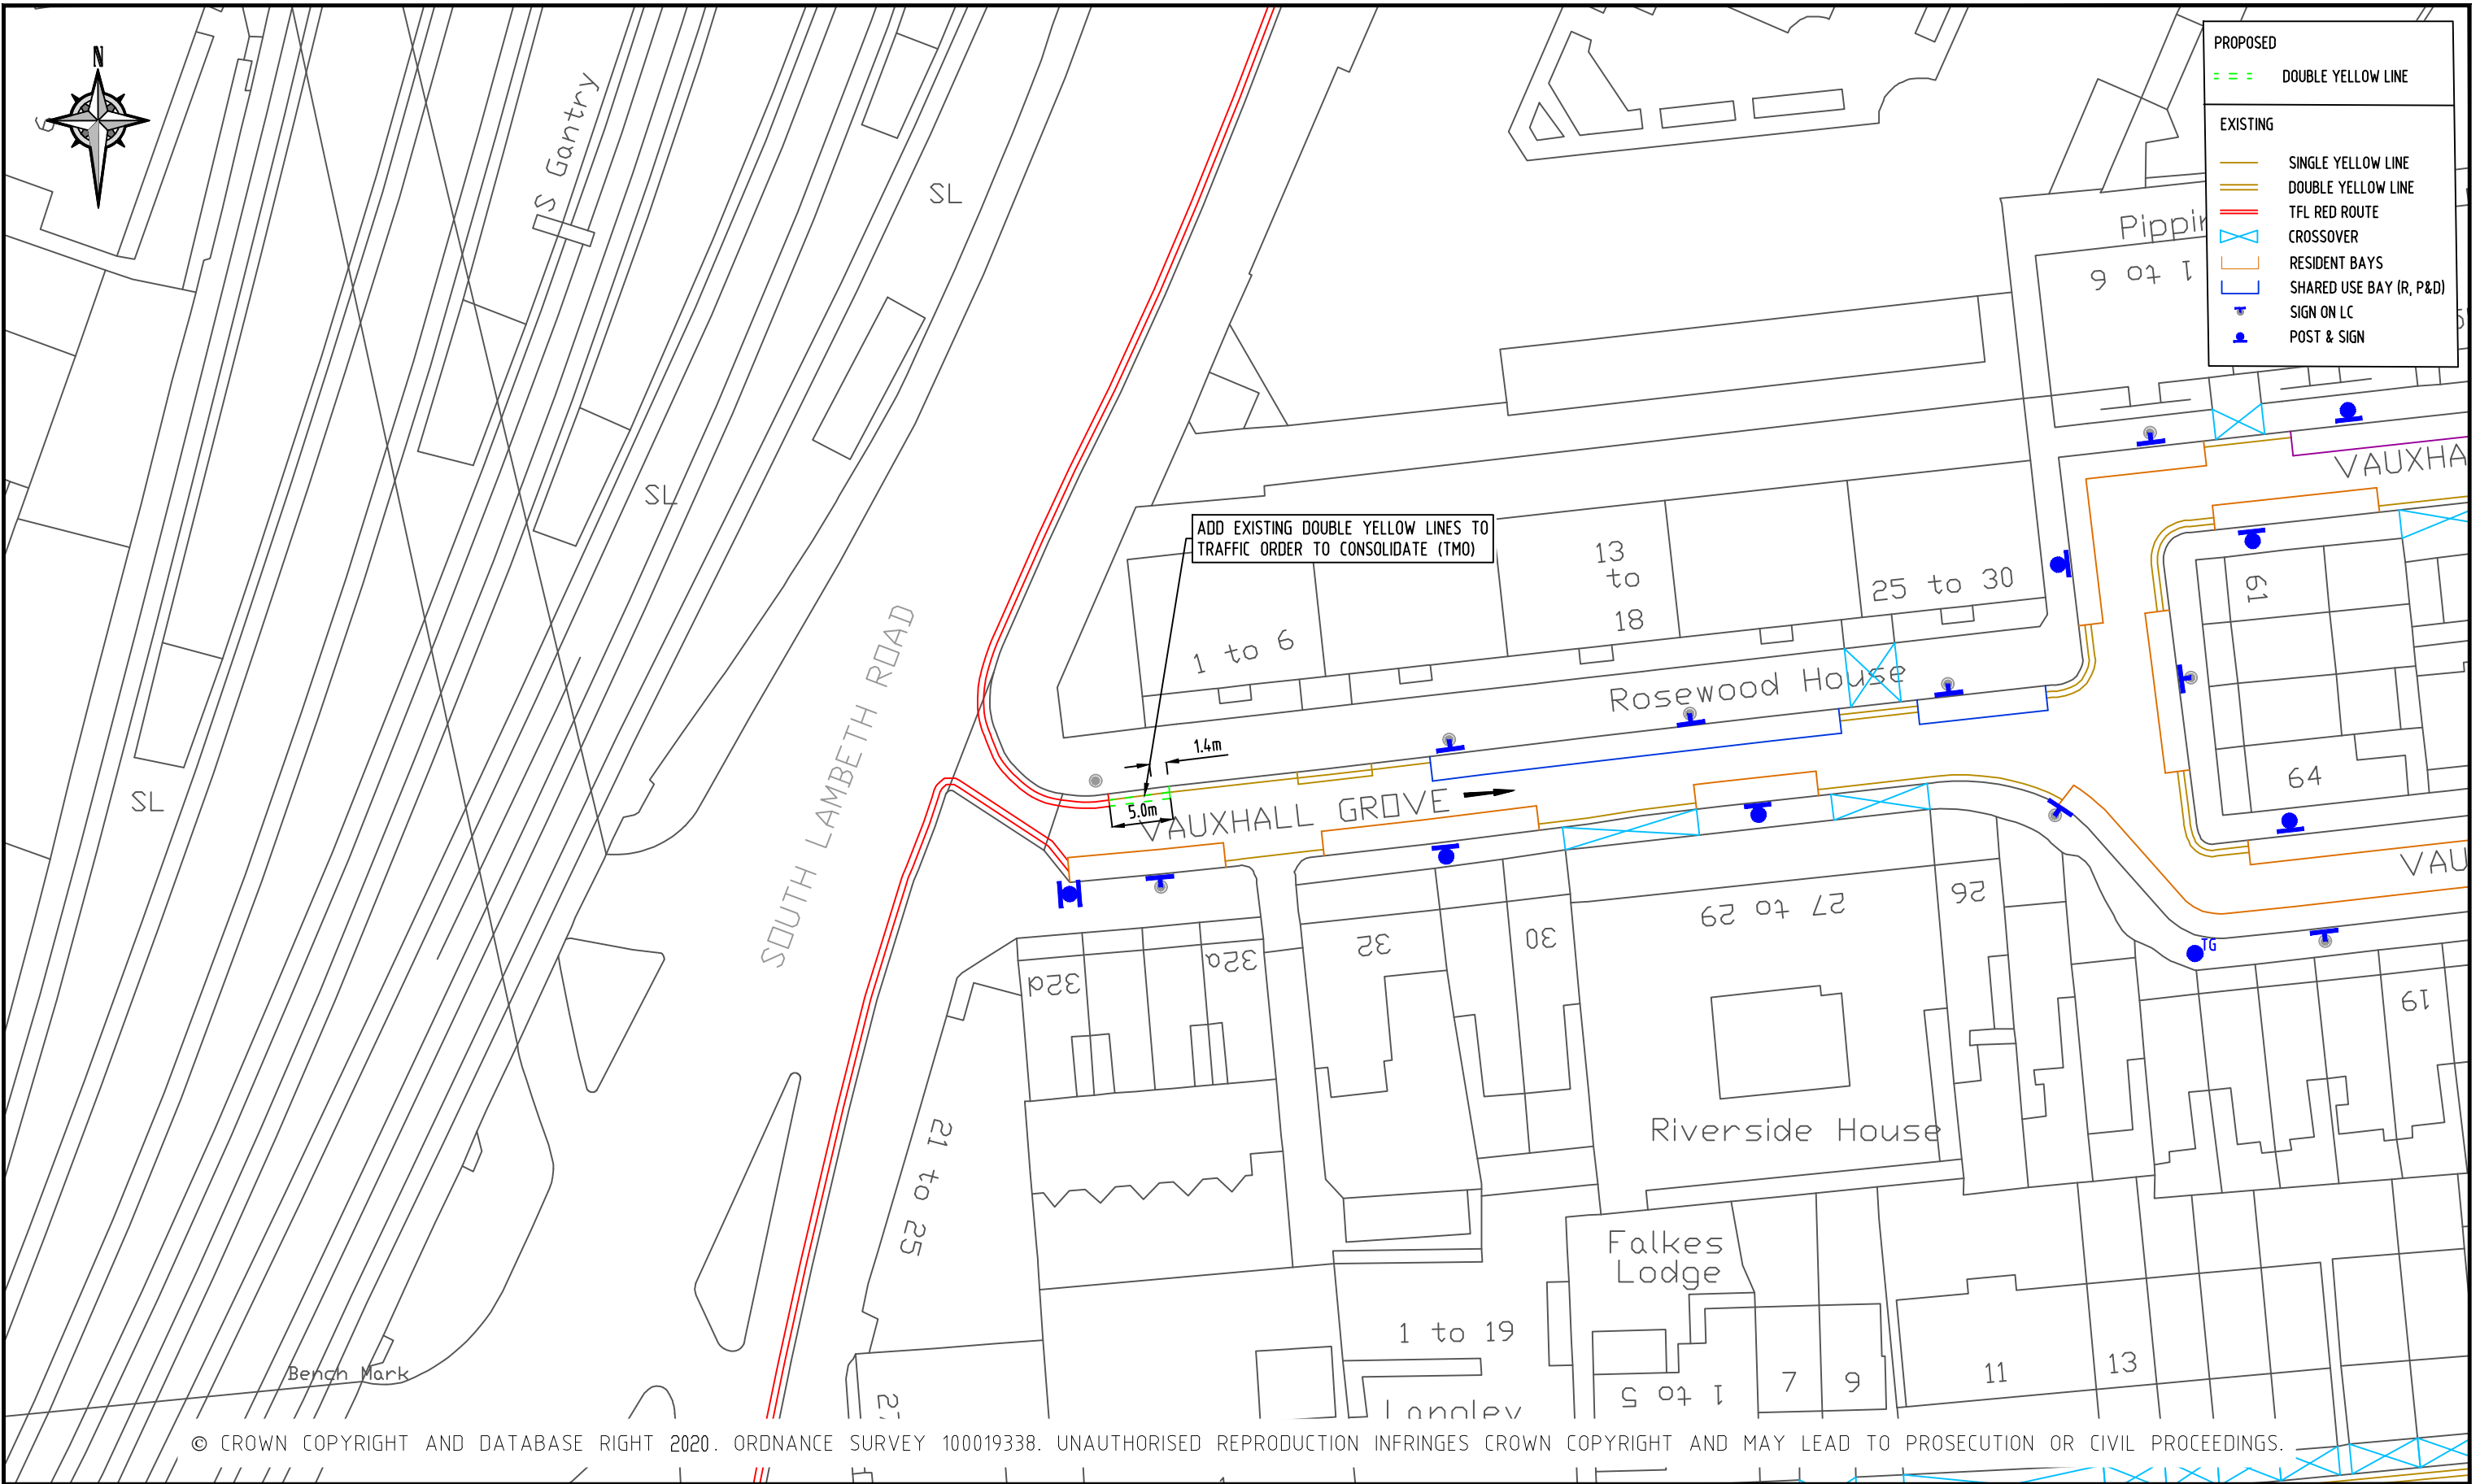 N
S Gantry
SL
SL
SL
SOUTH LAMBETH ROAD
Bench Mark
PROPOSED
DOUBLE YELLOW LINE
EXISTING
SINGLE YELLOW LINE
DOUBLE YELLOW LINE
TFL RED ROUTE
CROSSOVER
RESIDENT BAYS
SHARED USE BAY (R, P&D)
SIGN ON LC
POST & SIGN
1 to 6
VAUXHA
ADD EXISTING DOUBLE YELLOW LINES TO
TRAFFIC ORDER TO CONSOLIDATE (TMO)
13
to
18
25 to 30
1 to 6
Rosewood House
61
64
1.4m
5.0m
VAUXHALL GROVE
VAU
32d
32a
32
30
27 to 29
26
TG
19
21 to 25
Riverside House
Falkes
Lodge
1 to 19
1 to 5
7
9
11
13
© CROWN COPYRIGHT AND DATABASE RIGHT 2020. ORDNANCE SURVEY 100019338. UNAUTHORISED REPRODUCTION INFRINGES CROWN COPYRIGHT AND MAY LEAD TO PROSECUTION OR CIVIL PROCEEDINGS.